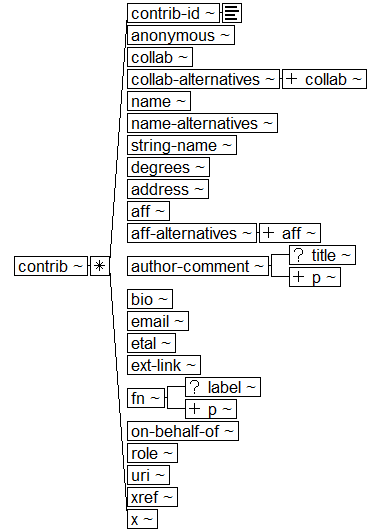 contrib-id ~
anonymous ~
collab ~
collab-alternatives ~ + collab ~
name ~
name-alternatives ~
string-name ~
degrees ~
address ~
aff ~
aff-alternatives ~ + aff ~
? title ~
contrib ~ * author-comment ~
+ p ~
bio ~
email ~
etal ~
ext-link ~
? label ~
fn ~
+ p ~
on-behalf-of ~
role ~
uri ~
xref ~
x ~